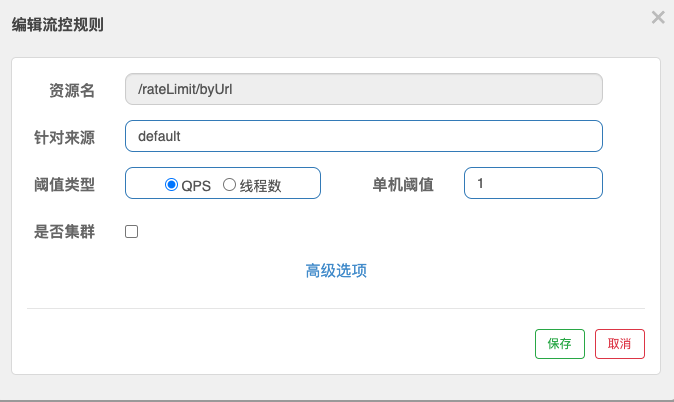 编辑流控规则
×
资源名 /rateLimit/byUrl
针对来源 default
阈值类型 QPS 线程数 单机阈值 1
是否集群
高级选项
保存 取消